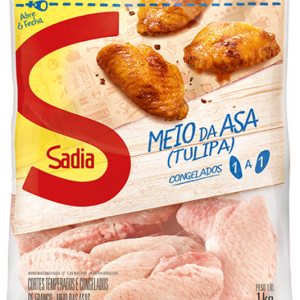 Abre
& Fecha
Sadia
MEIO DA ASA
(TULIPA)
CONGELADOS 1 A 1
CORTES TEMPERADOS E CONGELADOS
DE FRANGO - MEIO DAS ASAS
PESO LÍQ.
1kg